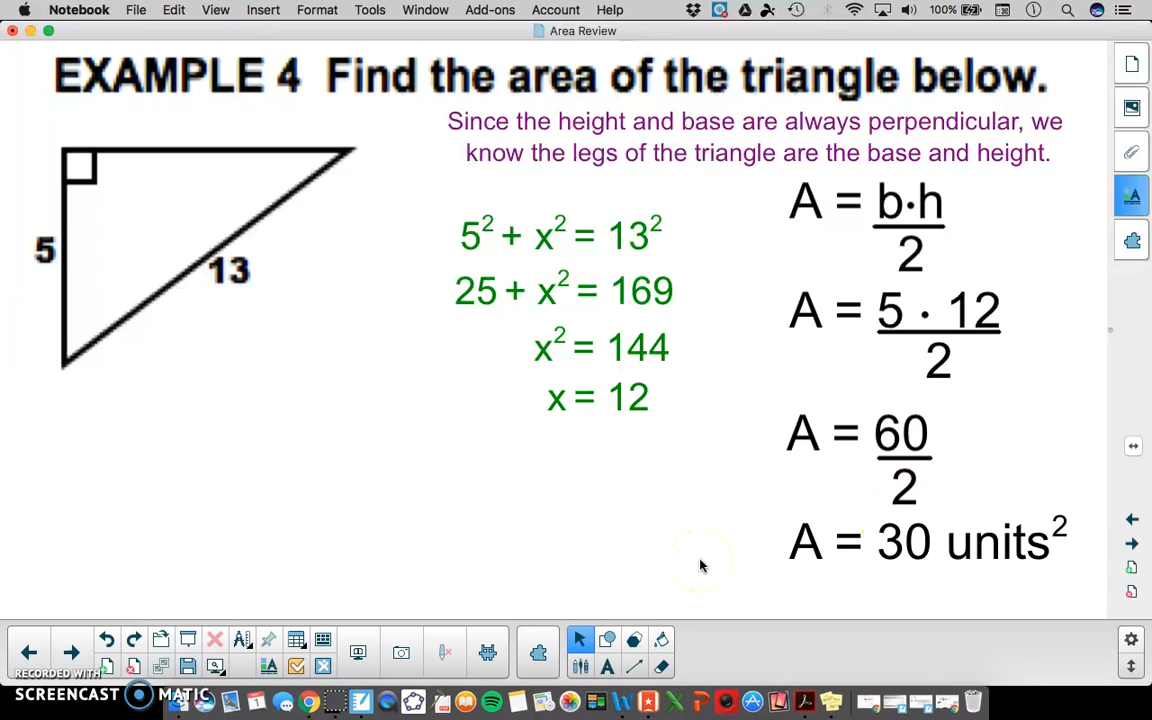 Notebook File Edit View Insert Format Tools Window Add-ons Account Help 100%
Area Review
EXAMPLE 4 Find the area of the triangle below.
Since the height and base are always perpendicular, we
know the legs of the triangle are the base and height.
5
13
5² + x² = 13²
25 + x² = 169
x² = 144
x = 12
A = b·h
2
A = 5 · 12
2
A = 60
2
A = 30 units²
RECORDED WITH
SCREENCAST MATIC